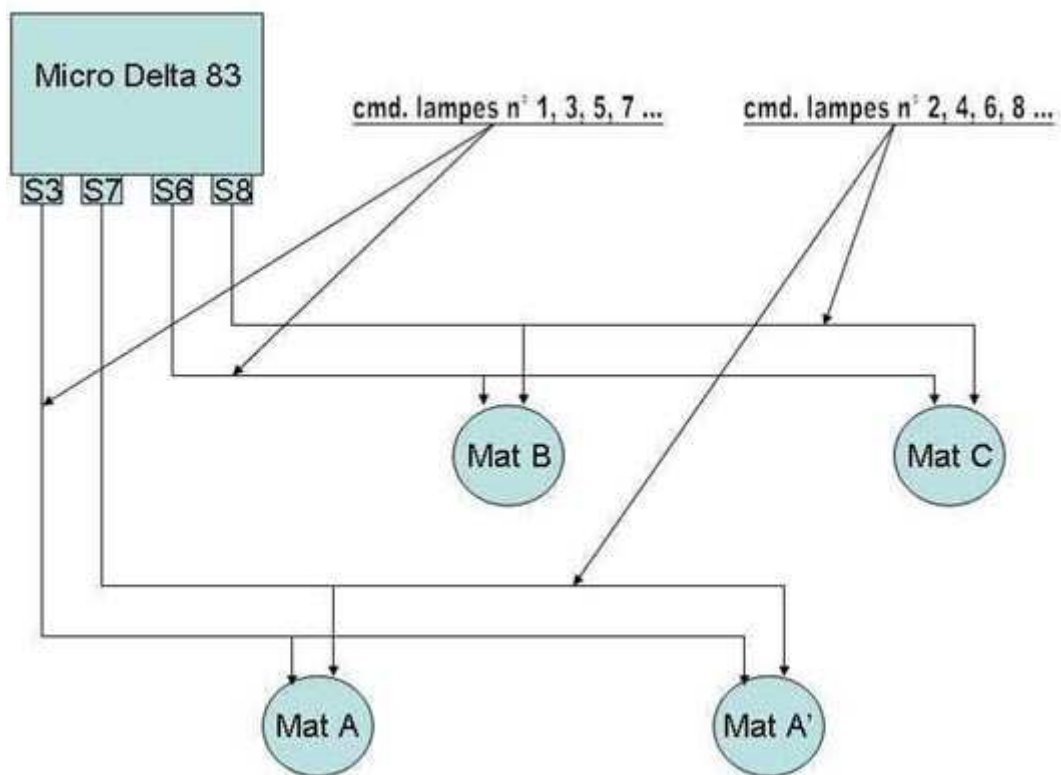 Micro Delta 83
cmd. lampes n° 1, 3, 5, 7 ...
cmd. lampes n° 2, 4, 6, 8 ...
S3 S7 S6 S8
Mat B
Mat C
Mat A
Mat A'